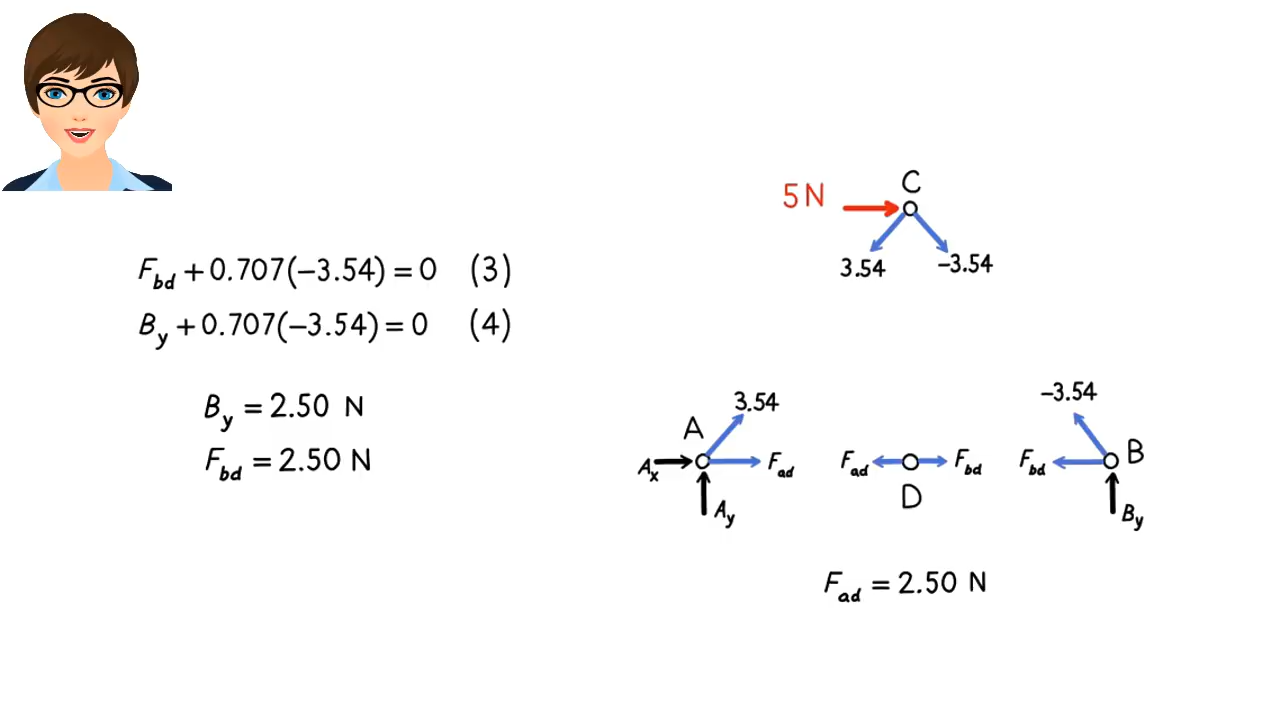 F_bd + 0.707(−3.54) = 0 (3)
B_y + 0.707(−3.54) = 0 (4)
B_y = 2.50 N
F_bd = 2.50 N
5 N
C
3.54
−3.54
A
3.54
A_x
F_ad
A_y
F_ad
F_bd
D
−3.54
F_bd
B
B_y
F_ad = 2.50 N